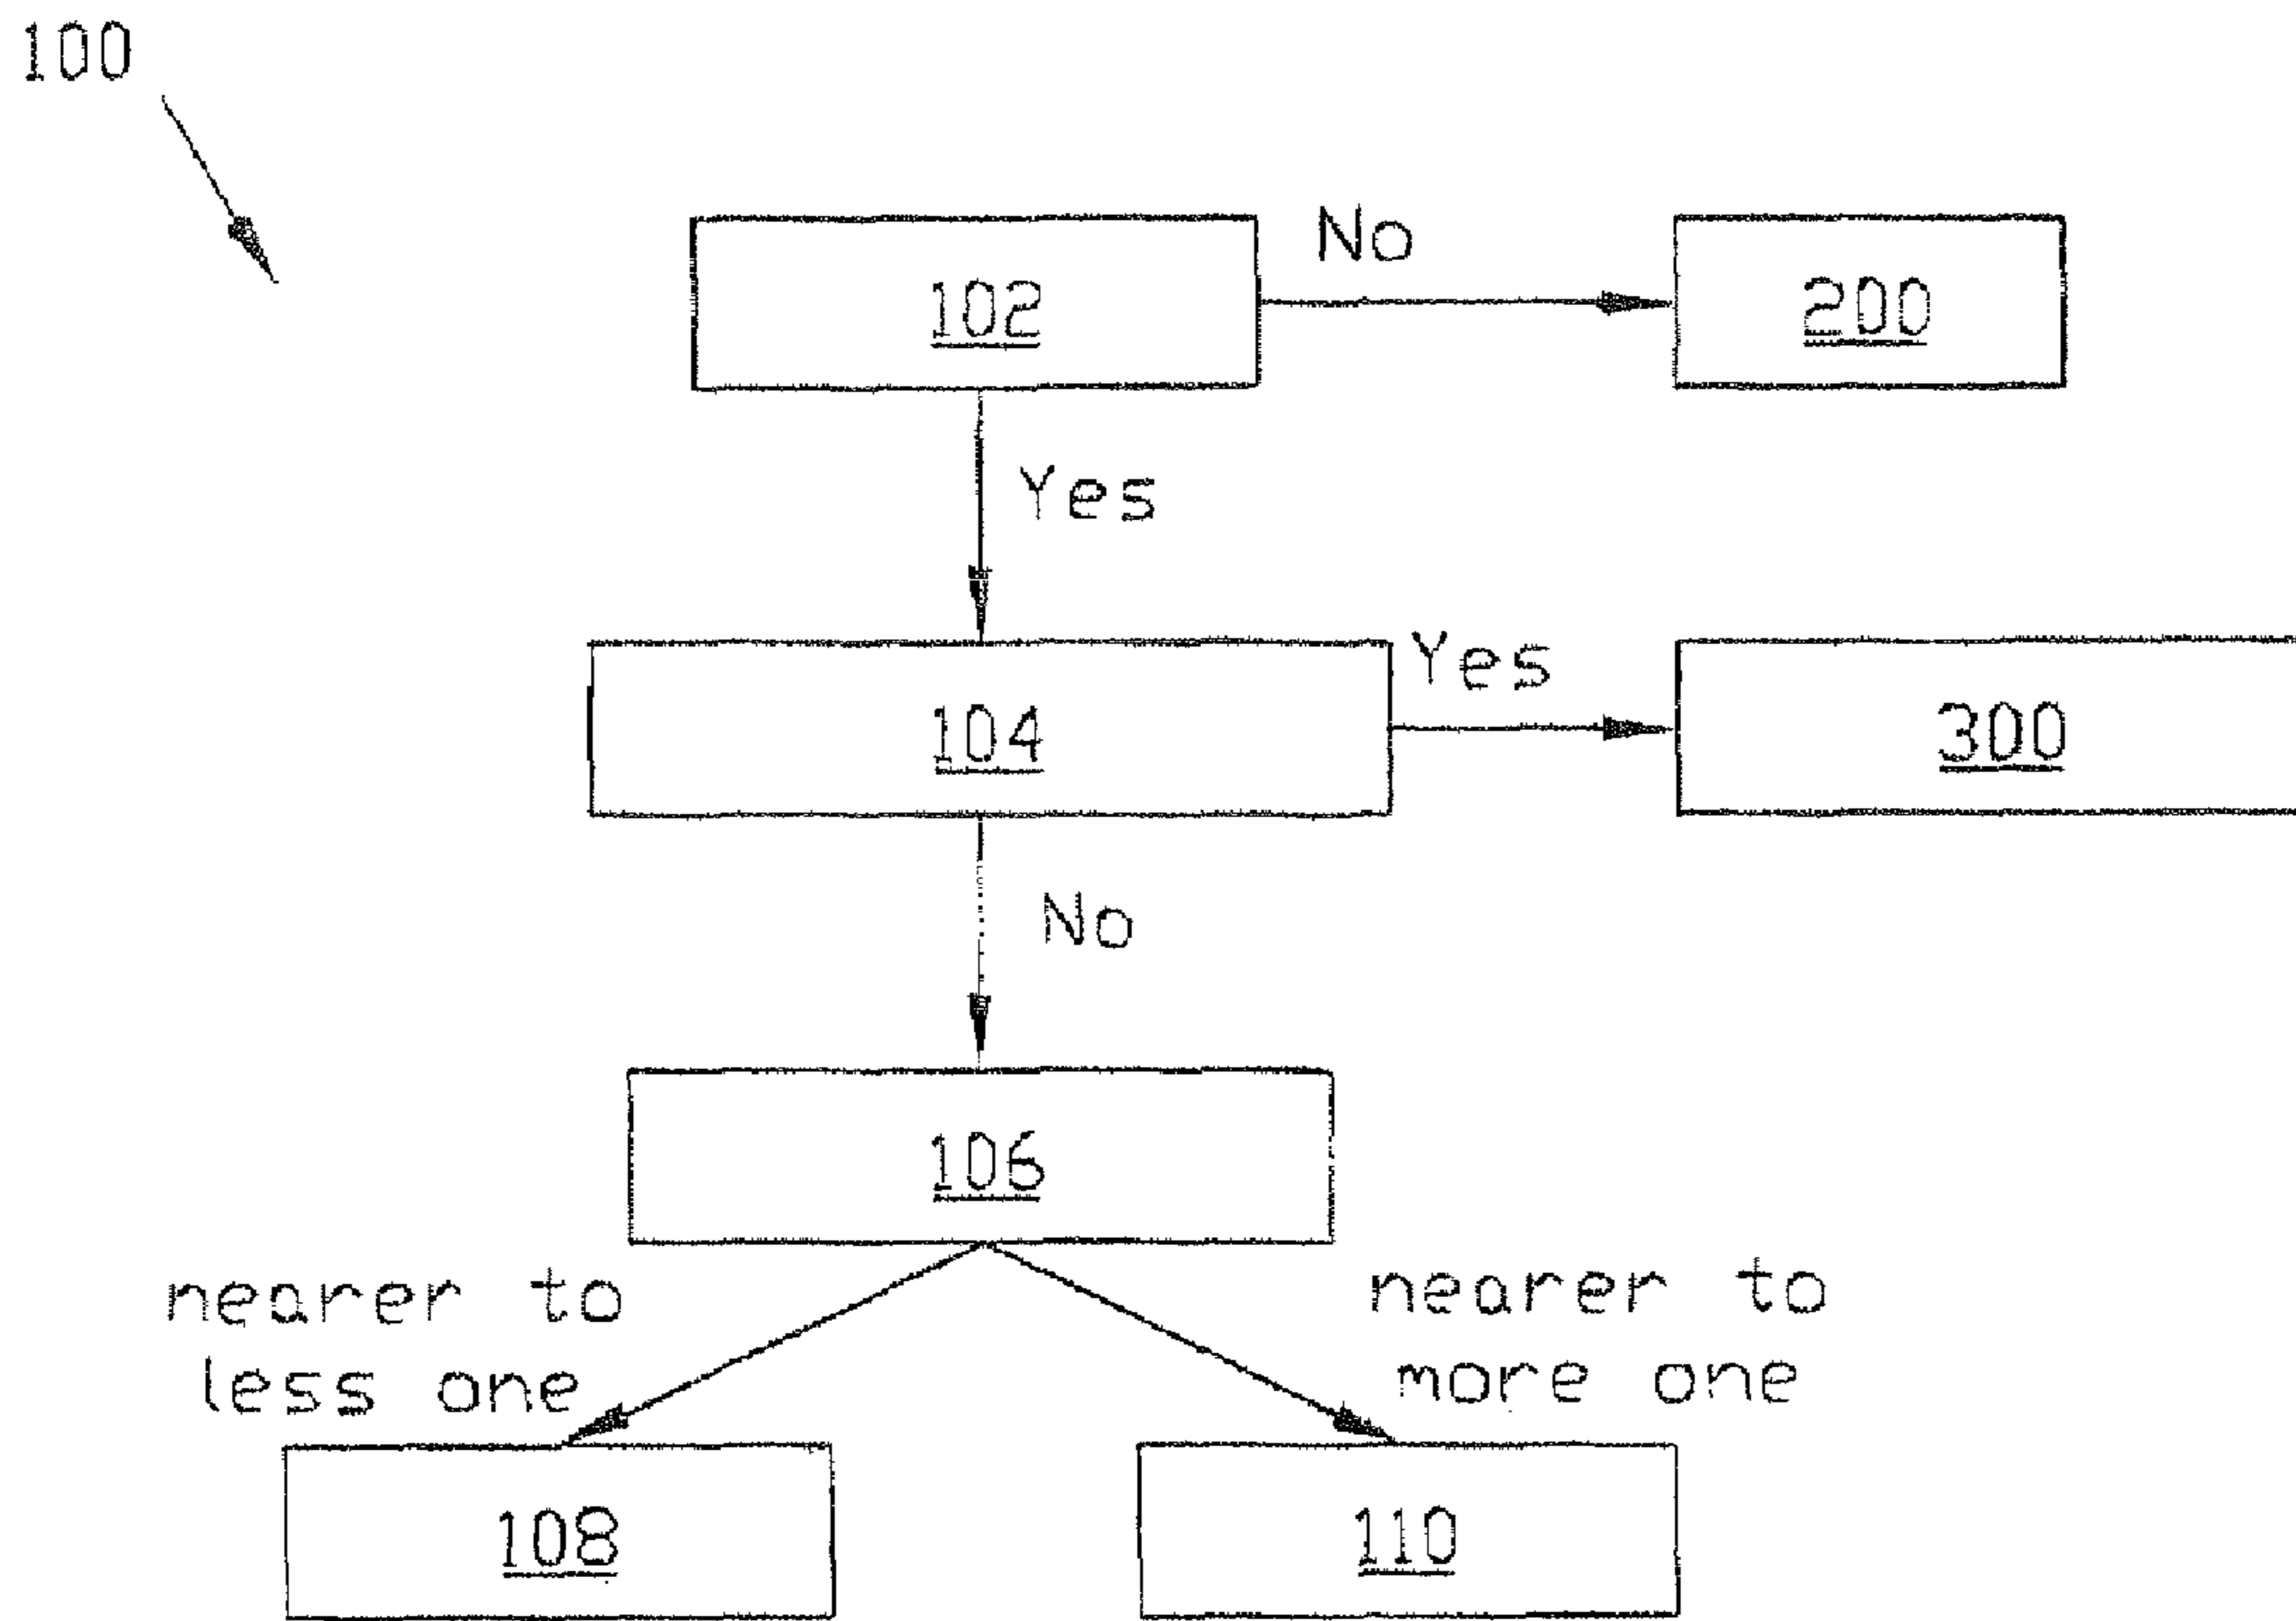 100
102
No
200
Yes
104
Yes
300
No
106
nearer to
less one
nearer to
more one
108
110